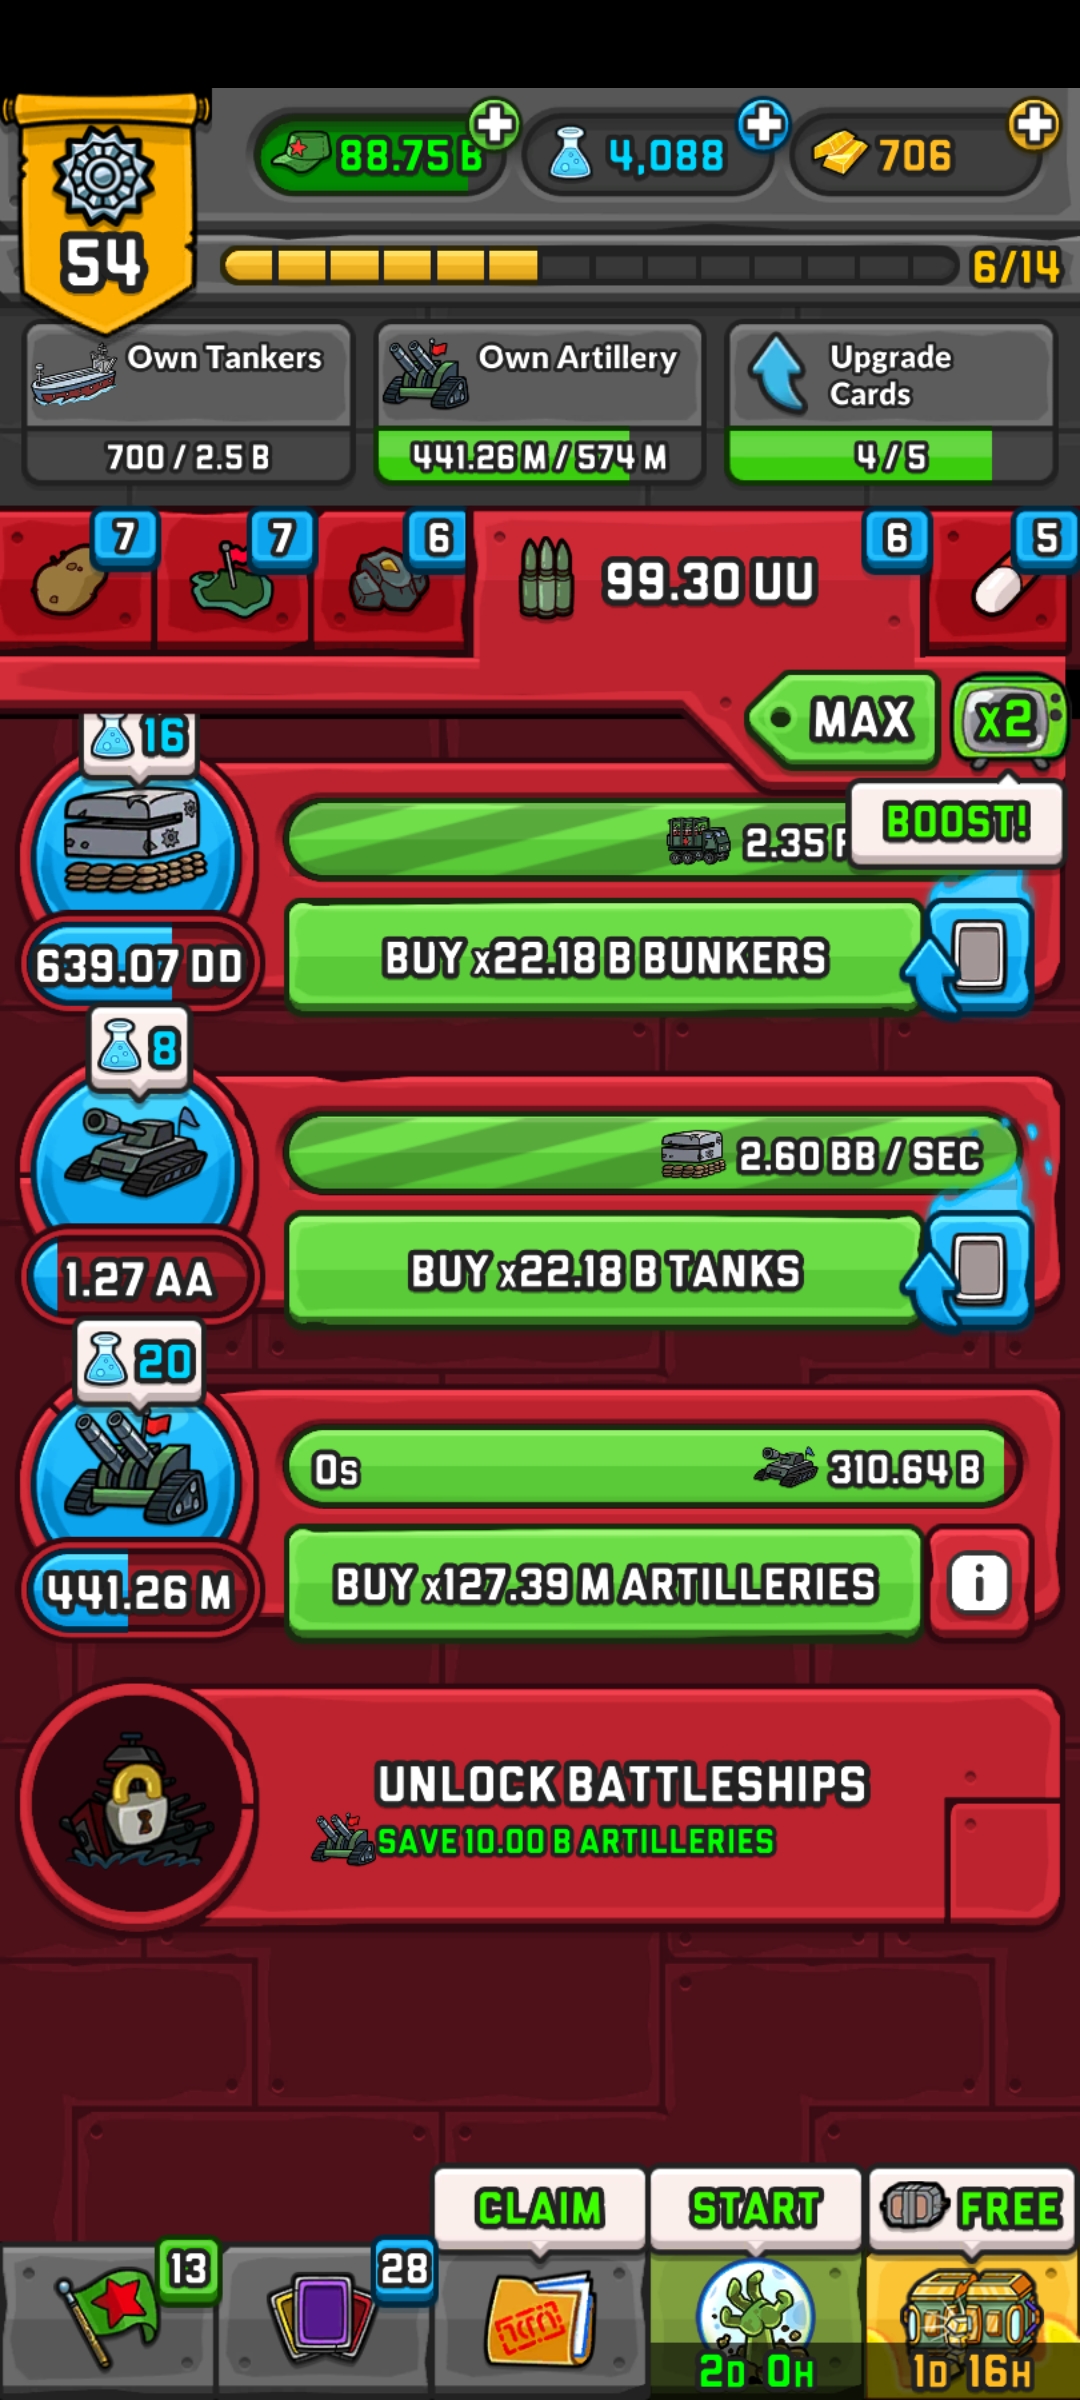 54
88.75 B
4,088
706
6/14
Own Tankers
700 / 2.5 B
Own Artillery
441.26 M / 574 M
Upgrade
Cards
4 / 5
7
7
6
99.30 UU
6
5
MAX
x2
BOOST!
16
2.35
639.07 DD
BUY x22.18 B BUNKERS
8
2.60 BB / SEC
1.27 AA
BUY x22.18 B TANKS
20
0s
310.64 B
441.26 M
BUY x127.39 M ARTILLERIES
i
UNLOCK BATTLESHIPS
SAVE 10.00 B ARTILLERIES
CLAIM
START
FREE
13
28
2D 0H
1D 16H